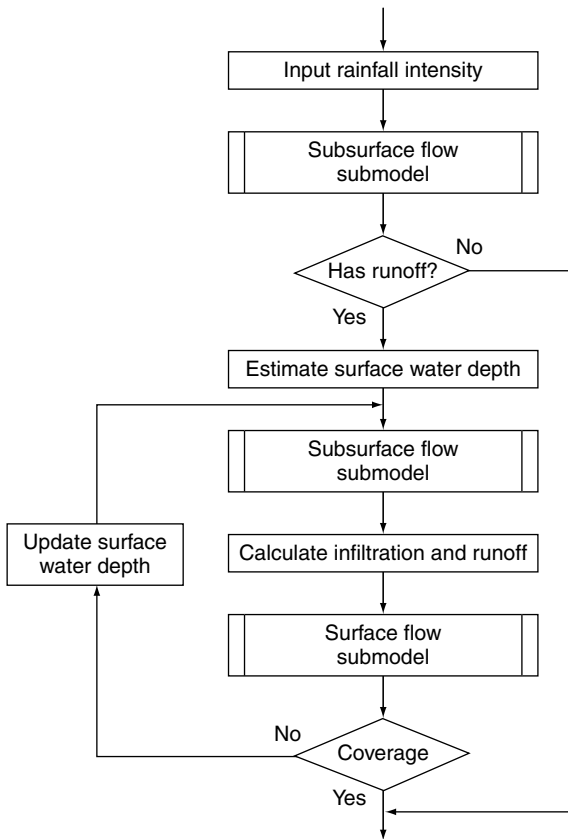 Input rainfall intensity
Subsurface flow
submodel
Has runoff?
No
Yes
Estimate surface water depth
Subsurface flow
submodel
Update surface
water depth
Calculate infiltration and runoff
Surface flow
submodel
No
Coverage
Yes